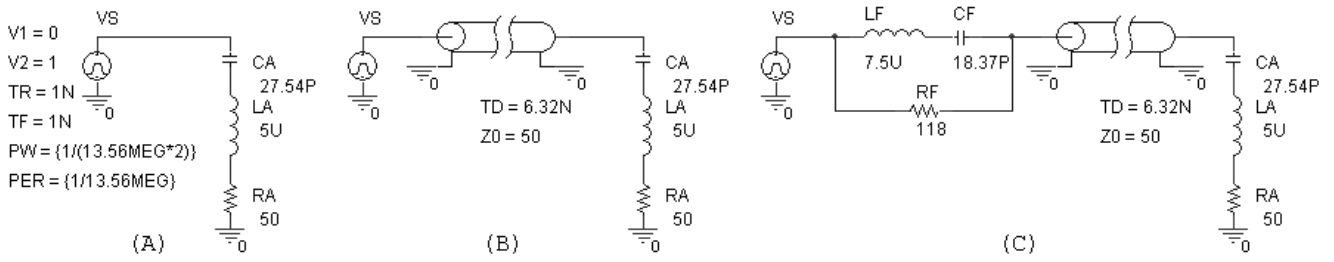 V1 = 0
V2 = 1
TR = 1N
TF = 1N
PW = {1/(13.56MEG*2)}
PER = {1/13.56MEG}
VS
0
CA
27.54P
LA
5U
RA
50
0
(A)
VS
0
0
0
TD = 6.32N
Z0 = 50
CA
27.54P
LA
5U
RA
50
0
(B)
VS
0
LF
7.5U
CF
18.37P
RF
118
0
0
TD = 6.32N
Z0 = 50
CA
27.54P
LA
5U
RA
50
0
(C)